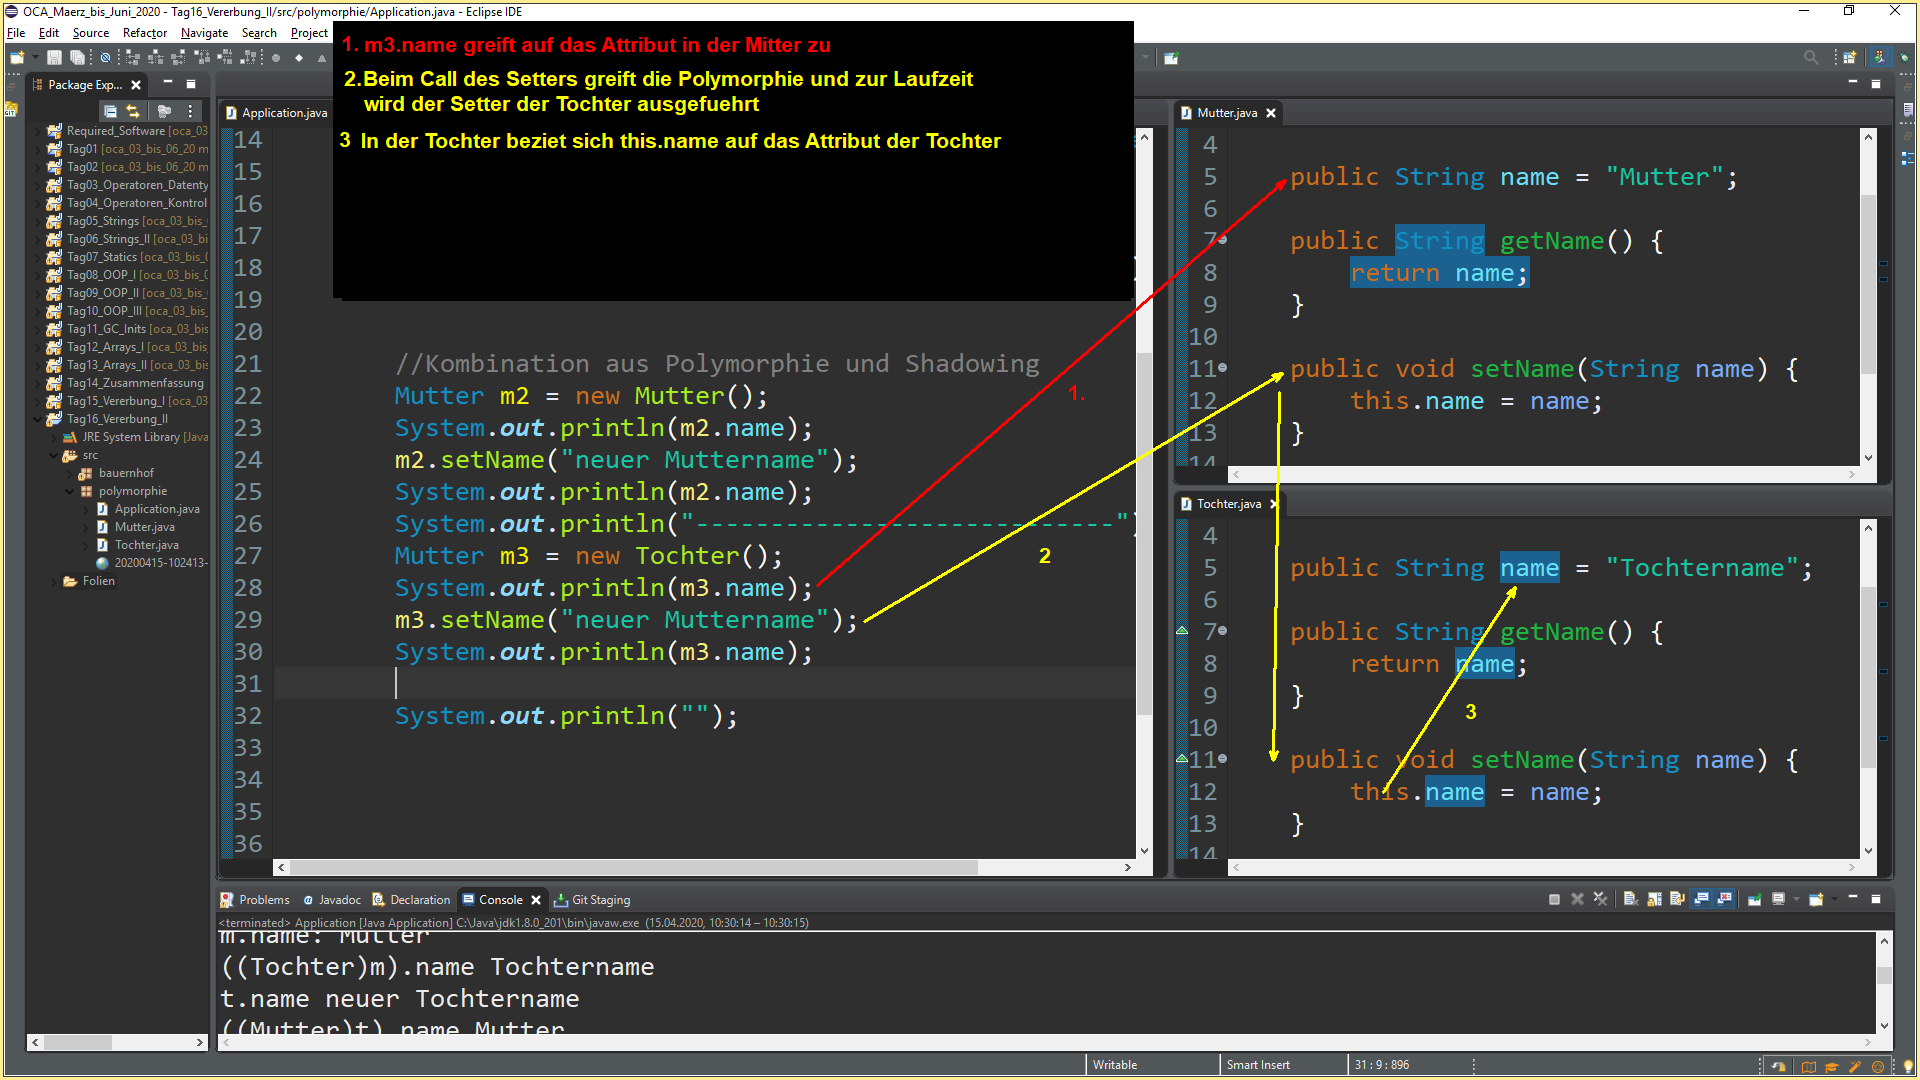 OCA_Maerz_bis_Juni_2020 - Tag16_Vererbung_II/src/polymorphie/Application.java - Eclipse IDE
File Edit Source Refactor Navigate Search Project
1. m3.name greift auf das Attribut in der Mitter zu
2.Beim Call des Setters greift die Polymorphie und zur Laufzeit
wird der Setter der Tochter ausgefuehrt
3 In der Tochter beziet sich this.name auf das Attribut der Tochter
Package Exp...
Required_Software [oca_03
Tag01 [oca_03_bis_06_20 m
Tag02 [oca_03_bis_06_20 m
Tag03_Operatoren_Datenty
Tag04_Operatoren_Kontrol
Tag05_Strings [oca_03_bis_
Tag06_Strings_II [oca_03_bi
Tag07_Statics [oca_03_bis_
Tag08_OOP_I [oca_03_bis_0
Tag09_OOP_II [oca_03_bis_
Tag10_OOP_III [oca_03_bis_
Tag11_GC_Inits [oca_03_bis
Tag12_Arrays_I [oca_03_bis_
Tag13_Arrays_II [oca_03_bis
Tag14_Zusammenfassung
Tag15_Vererbung_I [oca_03
Tag16_Vererbung_II
JRE System Library [Java
src
bauernhof
polymorphie
Application.java
Mutter.java
Tochter.java
20200415-102413-
Folien
Application.java
14
15
16
17
18
19
20
21 //Kombination aus Polymorphie und Shadowing
22 Mutter m2 = new Mutter();
23 System.out.println(m2.name);
24 m2.setName("neuer Muttername");
25 System.out.println(m2.name);
26 System.out.println("----------------------------")
27 Mutter m3 = new Tochter();
28 System.out.println(m3.name);
29 m3.setName("neuer Muttername");
30 System.out.println(m3.name);
31
32 System.out.println("");
33
34
35
36
1.
2
Mutter.java
4
5 public String name = "Mutter";
6
7 public String getName() {
8 return name;
9 }
10
11 public void setName(String name) {
12 this.name = name;
13 }
14
Tochter.java
4
5 public String name = "Tochtername";
6
7 public String getName() {
8 return name;
9 }
10
11 public void setName(String name) {
12 this.name = name;
13 }
14
3
Problems Javadoc Declaration Console Git Staging
<terminated> Application [Java Application] C:\Java\jdk1.8.0_201\bin\javaw.exe (15.04.2020, 10:30:14 – 10:30:15)
m.name: Mutter
((Tochter)m).name Tochtername
t.name neuer Tochtername
((Mutter)t).name Mutter
Writable Smart Insert 31 : 9 : 896